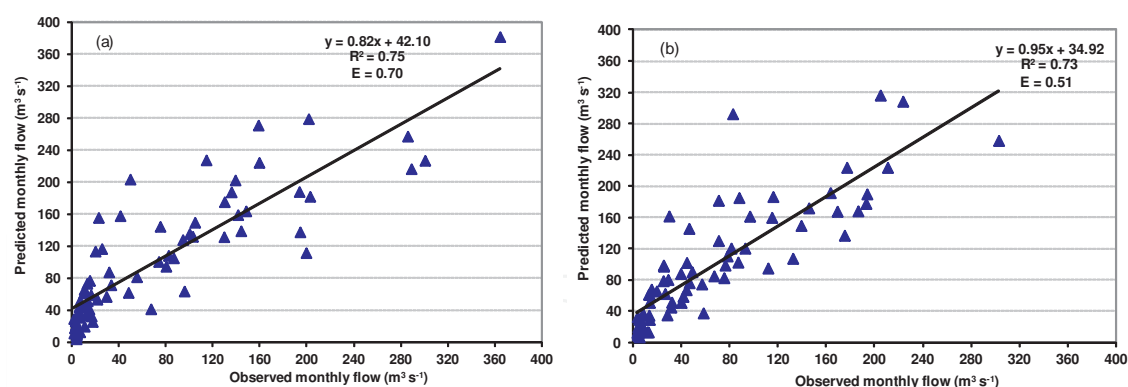 (a)
y = 0.82x + 42.10
R² = 0.75
E = 0.70
Predicted monthly flow (m³ s⁻¹)
400
360
320
280
240
200
160
120
80
40
0
0 40 80 120 160 200 240 280 320 360 400
Observed monthly flow (m³ s⁻¹)
(b)
y = 0.95x + 34.92
R² = 0.73
E = 0.51
Predicted monthly flow (m³ s⁻¹)
400
360
320
280
240
200
160
120
80
40
0
0 40 80 120 160 200 240 280 320 360 400
Observed monthly flow (m³ s⁻¹)